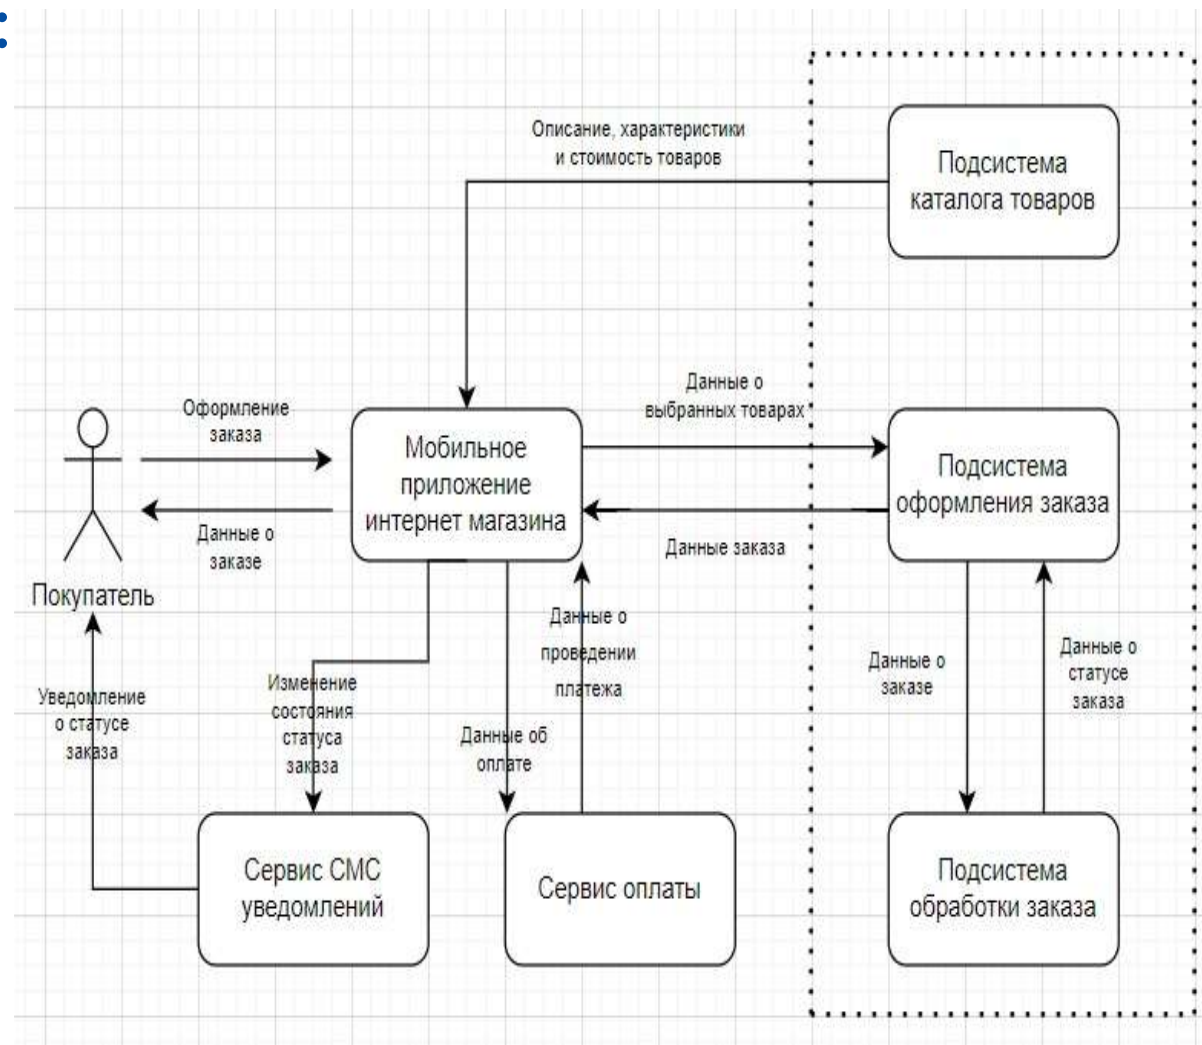 Описание, характеристики
и стоимость товаров
Подсистема
каталога товаров
Данные о
выбранных товарах
Оформление
заказа
Мобильное
приложение
интернет магазина
Подсистема
оформления заказа
Данные о
заказе
Данные заказа
Покупатель
Данные о
проведении
платежа
Данные о
заказе
Данные о
статусе
заказа
Уведомление
о статусе
заказа
Изменение
состояния
статуса
заказа
Данные об
оплате
Сервис СМС
уведомлений
Сервис оплаты
Подсистема
обработки заказа